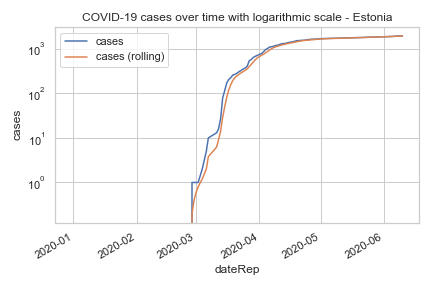 COVID-19 cases over time with logarithmic scale - Estonia
cases
cases (rolling)
10³
10²
10¹
10⁰
cases
2020-01
2020-02
2020-03
2020-04
2020-05
2020-06
dateRep